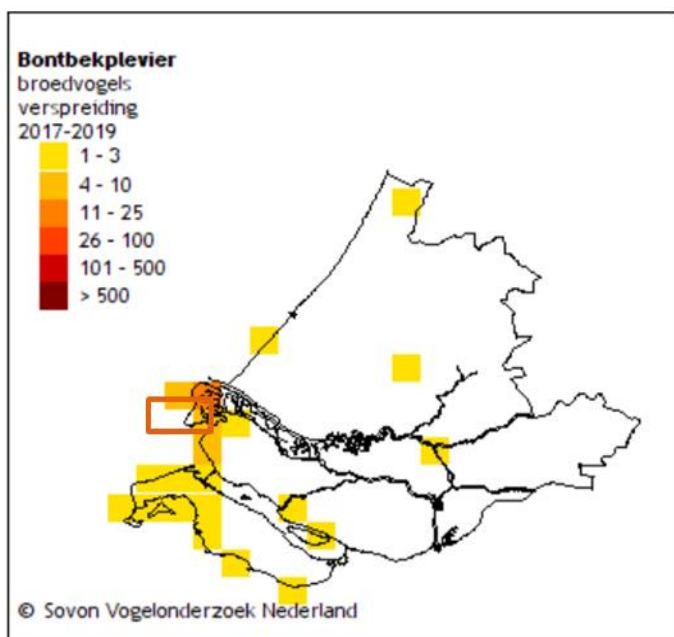 Bontbekplevier
broedvogels
verspreiding
2017-2019
1 - 3
4 - 10
11 - 25
26 - 100
101 - 500
> 500
© Sovon Vogelonderzoek Nederland